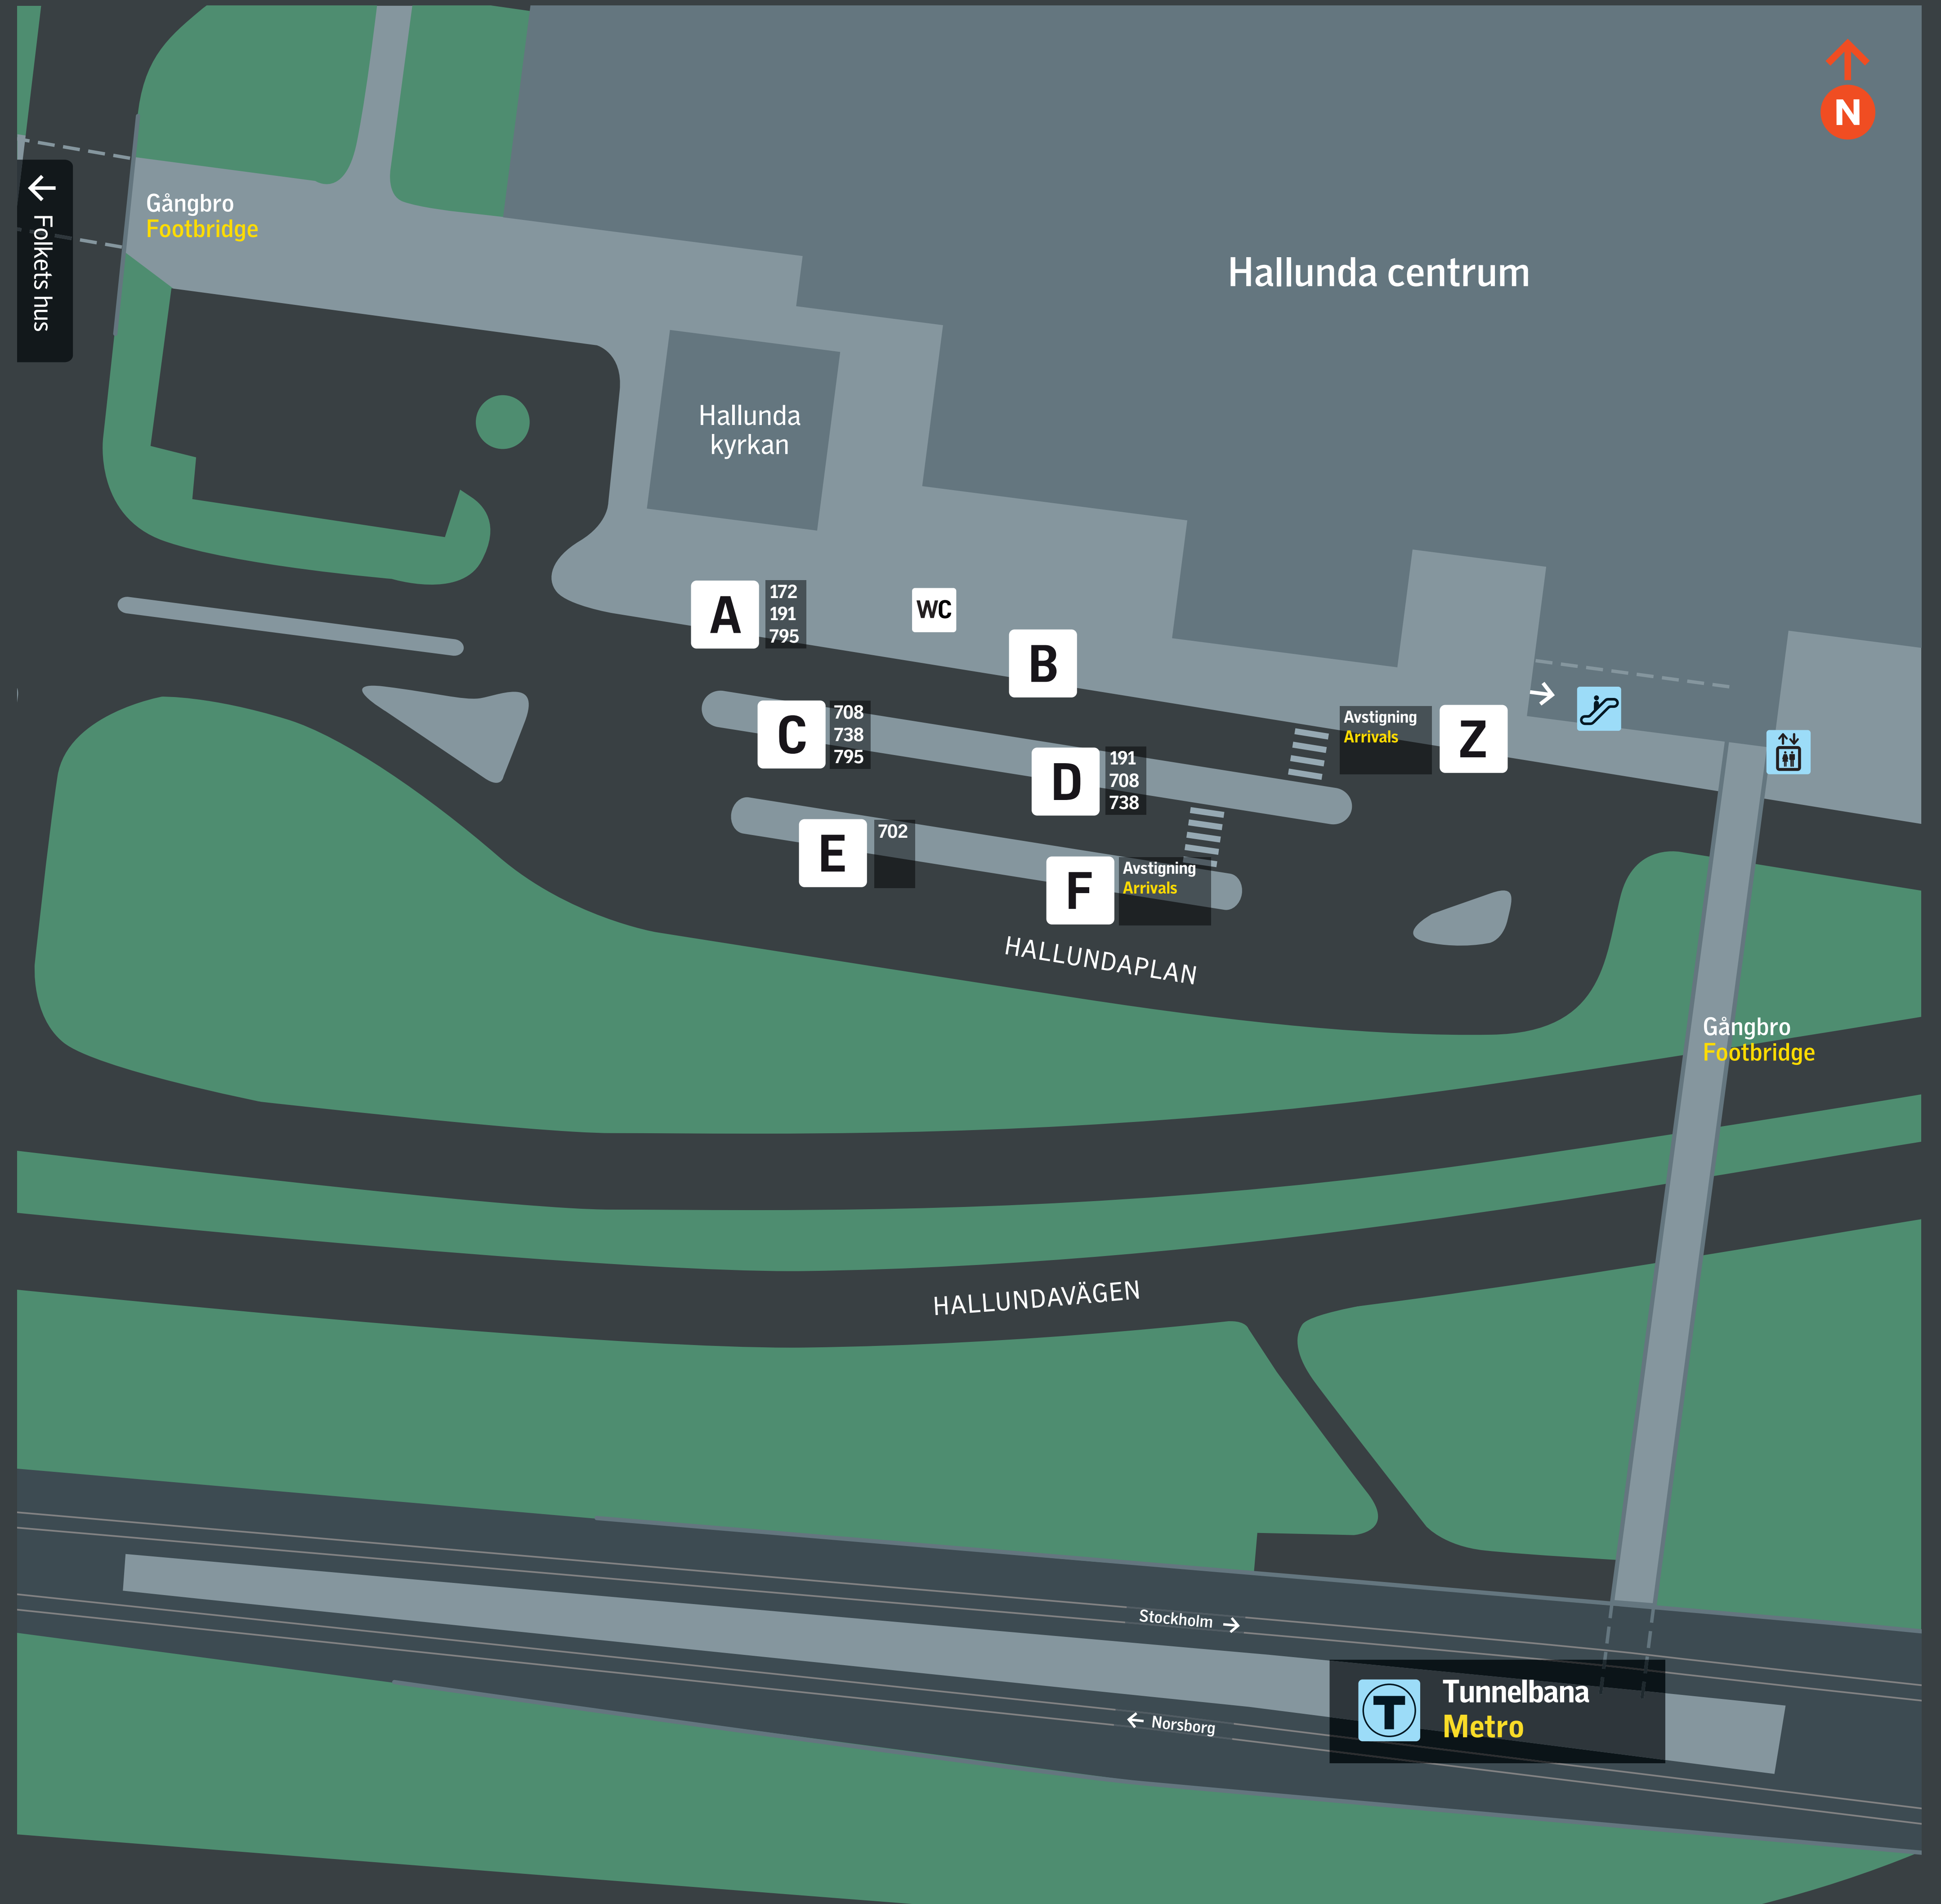 N
Gångbro
Footbridge
Folkets hus
Hallunda centrum
Hallunda
kyrkan
A
172
191
795
WC
B
C
708
738
795
Avstigning
Arrivals
Z
D
191
708
738
E
702
F
Avstigning
Arrivals
HALLUNDAPLAN
Gångbro
Footbridge
HALLUNDAVÄGEN
Stockholm
Norsborg
T
Tunnelbana
Metro